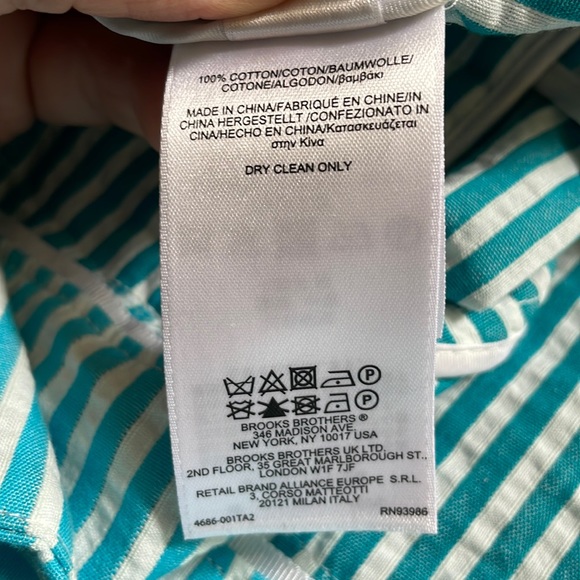 100% COTTON/COTON/BAUMWOLLE/
COTONE/ALGODON/βαμβάκι
MADE IN CHINA/FABRIQUÉ EN CHINE/IN
CHINA HERGESTELLT /CONFEZIONATO IN
CINA/HECHO EN CHINA/Κατασκευάζεται
στην Κίνα
DRY CLEAN ONLY
P
P
BROOKS BROTHERS ®
346 MADISON AVE.
NEW YORK, NY 10017 USA
BROOKS BROTHERS UK LTD
2ND FLOOR, 35 GREAT MARLBOROUGH ST.,
LONDON W1F 7JF
RETAIL BRAND ALLIANCE EUROPE S.R.L.
3, CORSO MATTEOTTI
20121 MILAN ITALY
4686-001TA2 RN93986